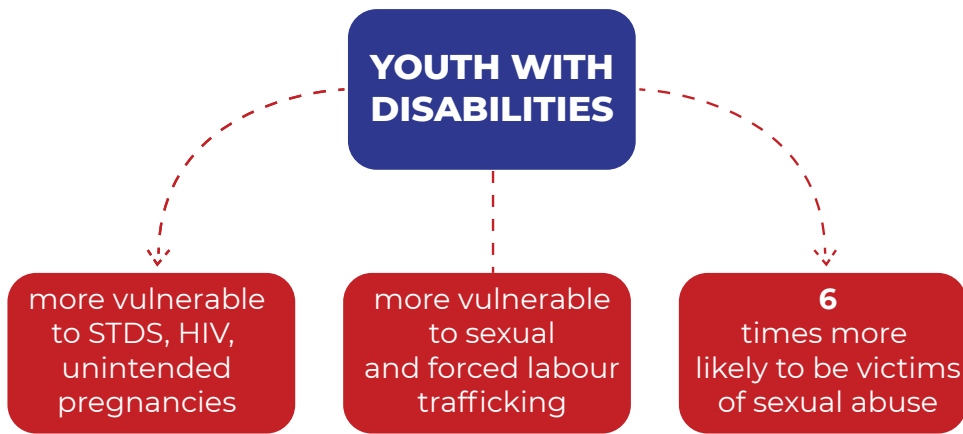 YOUTH WITH
DISABILITIES
more vulnerable
to STDS, HIV,
unintended
pregnancies
more vulnerable
to sexual
and forced labour
trafficking
6
times more
likely to be victims
of sexual abuse